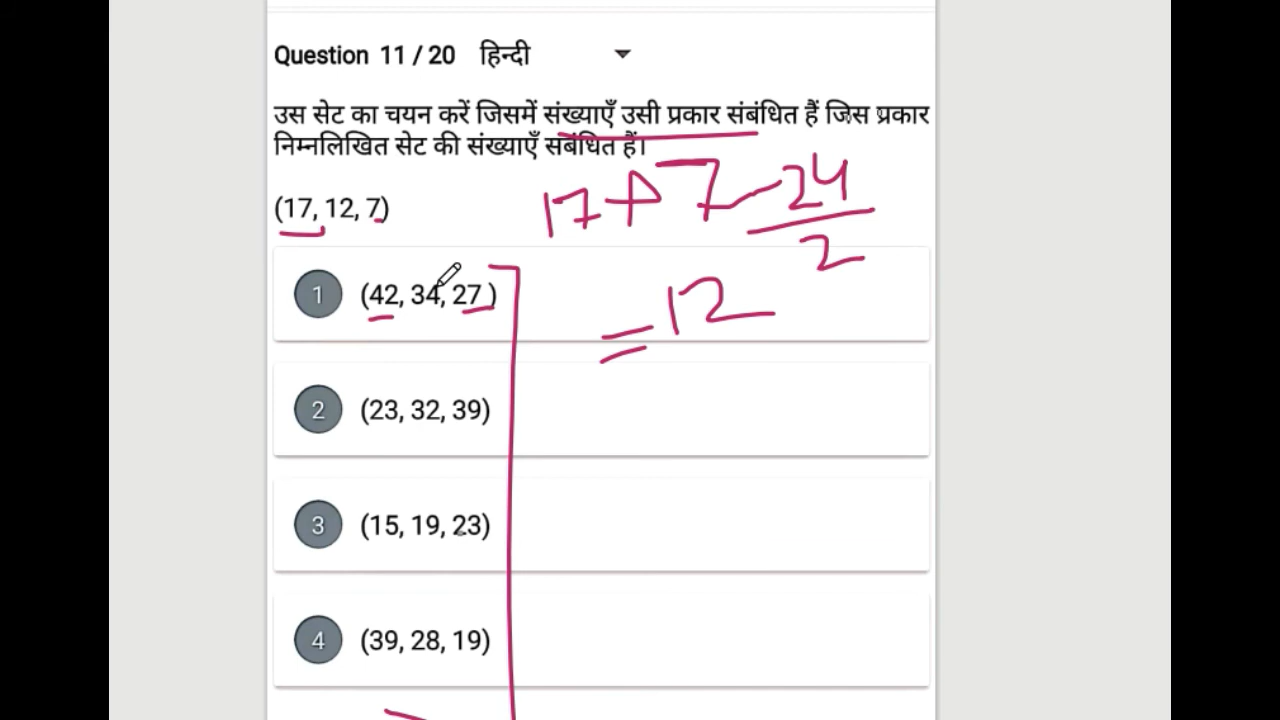 Question 11 / 20 हिन्दी
उस सेट का चयन करें जिसमें संख्याएँ उसी प्रकार संबंधित हैं जिस प्रकार
निम्नलिखित सेट की संख्याएँ संबंधित हैं।
(17, 12, 7)
17+7-24
2
=12
1 (42, 34, 27)
2 (23, 32, 39)
3 (15, 19, 23)
4 (39, 28, 19)